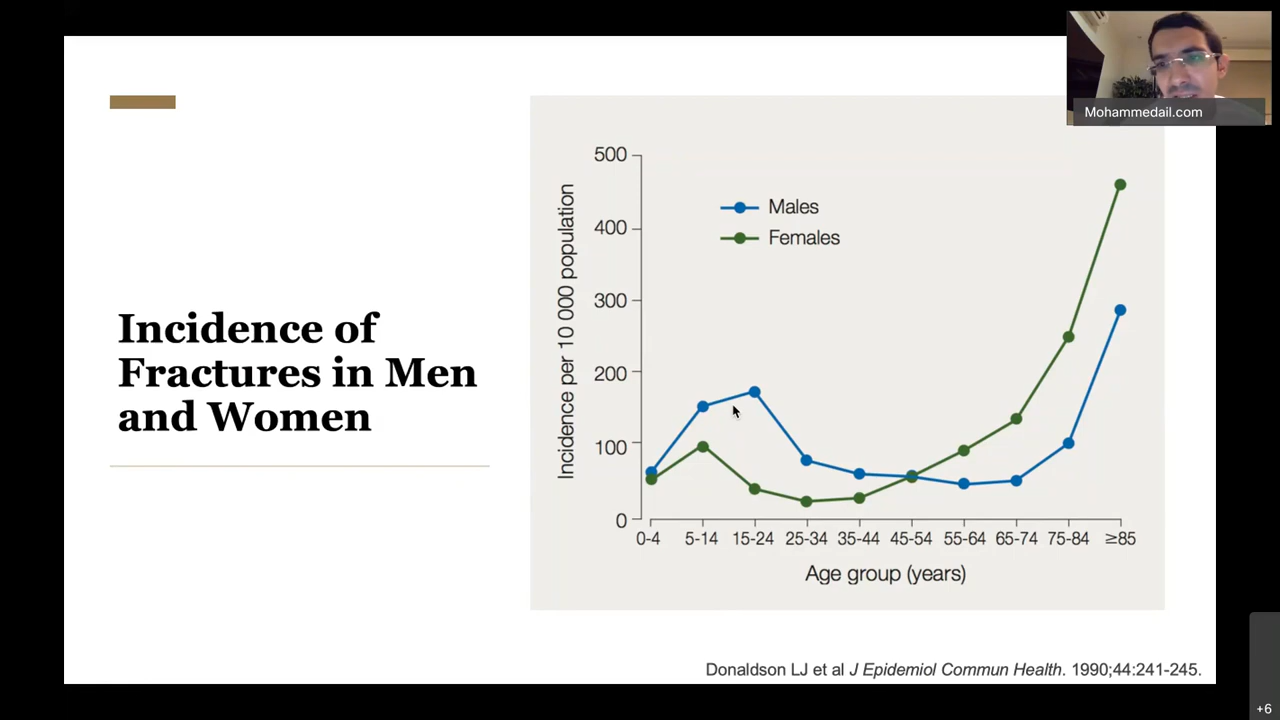 Mohammedail.com
Incidence of
Fractures in Men
and Women
Incidence per 10 000 population
500
400
300
200
100
0
Males
Females
0-4 5-14 15-24 25-34 35-44 45-54 55-64 65-74 75-84 ≥85
Age group (years)
Donaldson LJ et al J Epidemiol Commun Health. 1990;44:241-245.
+6